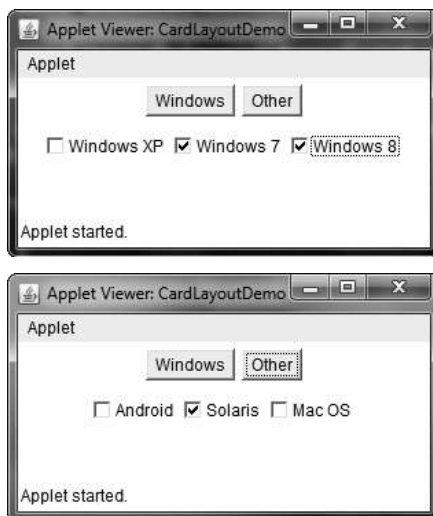 Applet Viewer: CardLayoutDemo
Applet
Windows Other
Windows XP Windows 7 Windows 8
Applet started.
Applet Viewer: CardLayoutDemo
Applet
Windows Other
Android Solaris Mac OS
Applet started.